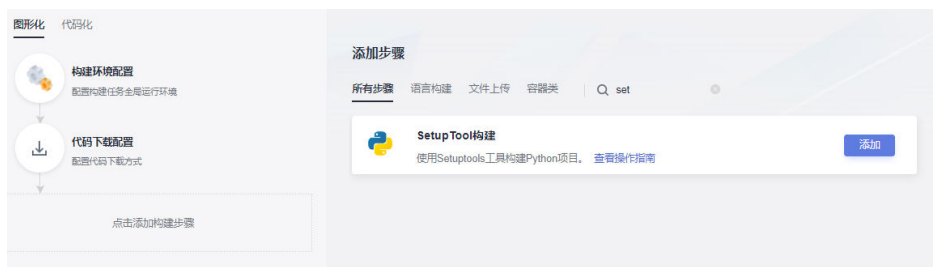 图形化 代码化
构建环境配置
配置构建任务全局运行环境
代码下载配置
配置代码下载方式
点击添加构建步骤
添加步骤
所有步骤 语言构建 文件上传 容器类 set
SetupTool构建
使用Setuptools工具构建Python项目。 查看操作指南
添加